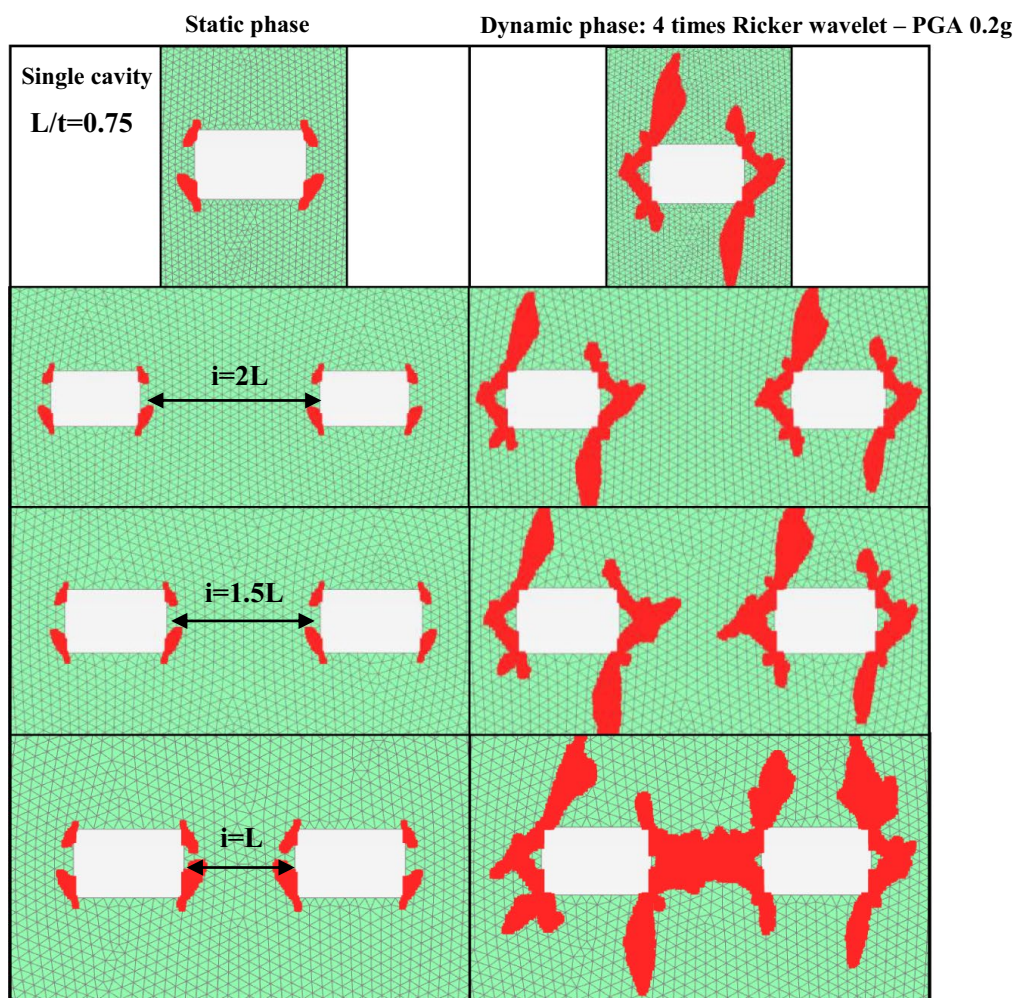 Static phase
Dynamic phase: 4 times Ricker wavelet – PGA 0.2g
Single cavity
L/t=0.75
i=2L
i=1.5L
i=L